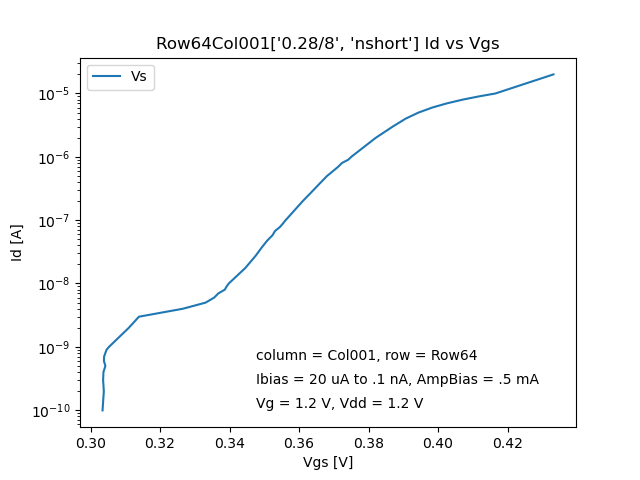 Row64Col001['0.28/8', 'nshort'] Id vs Vgs
Vs
10⁻⁵
10⁻⁶
10⁻⁷
10⁻⁸
10⁻⁹
10⁻¹⁰
Id [A]
column = Col001, row = Row64
Ibias = 20 uA to .1 nA, AmpBias = .5 mA
Vg = 1.2 V, Vdd = 1.2 V
0.30 0.32 0.34 0.36 0.38 0.40 0.42
Vgs [V]